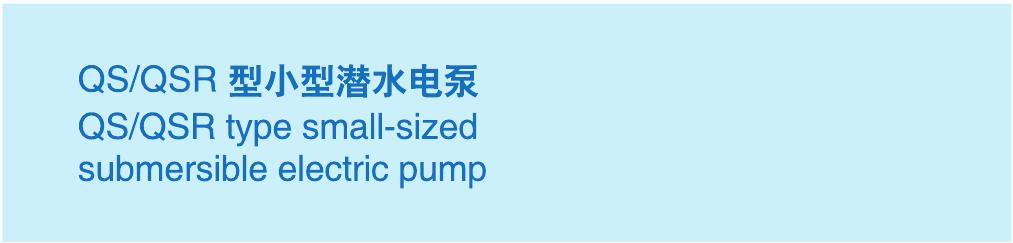 QS/QSR 型小型潜水电泵
QS/QSR type small-sized
submersible electric pump